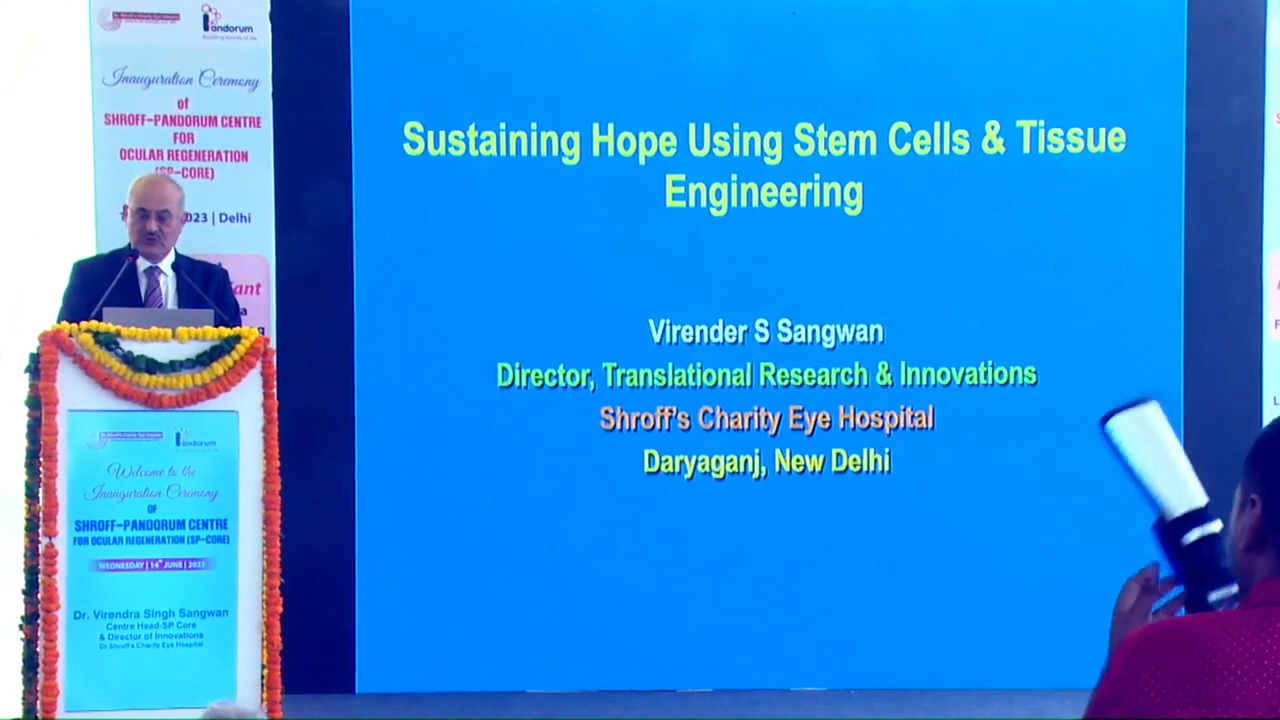 Pandorum
Inauguration Ceremony
of
SHROFF-PANDORUM CENTRE
FOR
OCULAR REGENERATION
(SP-CORE)
023 | Delhi
Sustaining Hope Using Stem Cells & Tissue
Engineering
Virender S Sangwan
Director, Translational Research & Innovations
Shroff's Charity Eye Hospital
Daryaganj, New Delhi
Pandorum
Welcome to the
Inauguration Ceremony
OF
SHROFF-PANDORUM CENTRE
FOR OCULAR REGENERATION (SP-CORE)
WEDNESDAY | 14th JUNE | 2023
Dr. Virendra Singh Sangwan
Centre Head-SP Core
& Director of Innovations
Dr Shroff's Charity Eye Hospital